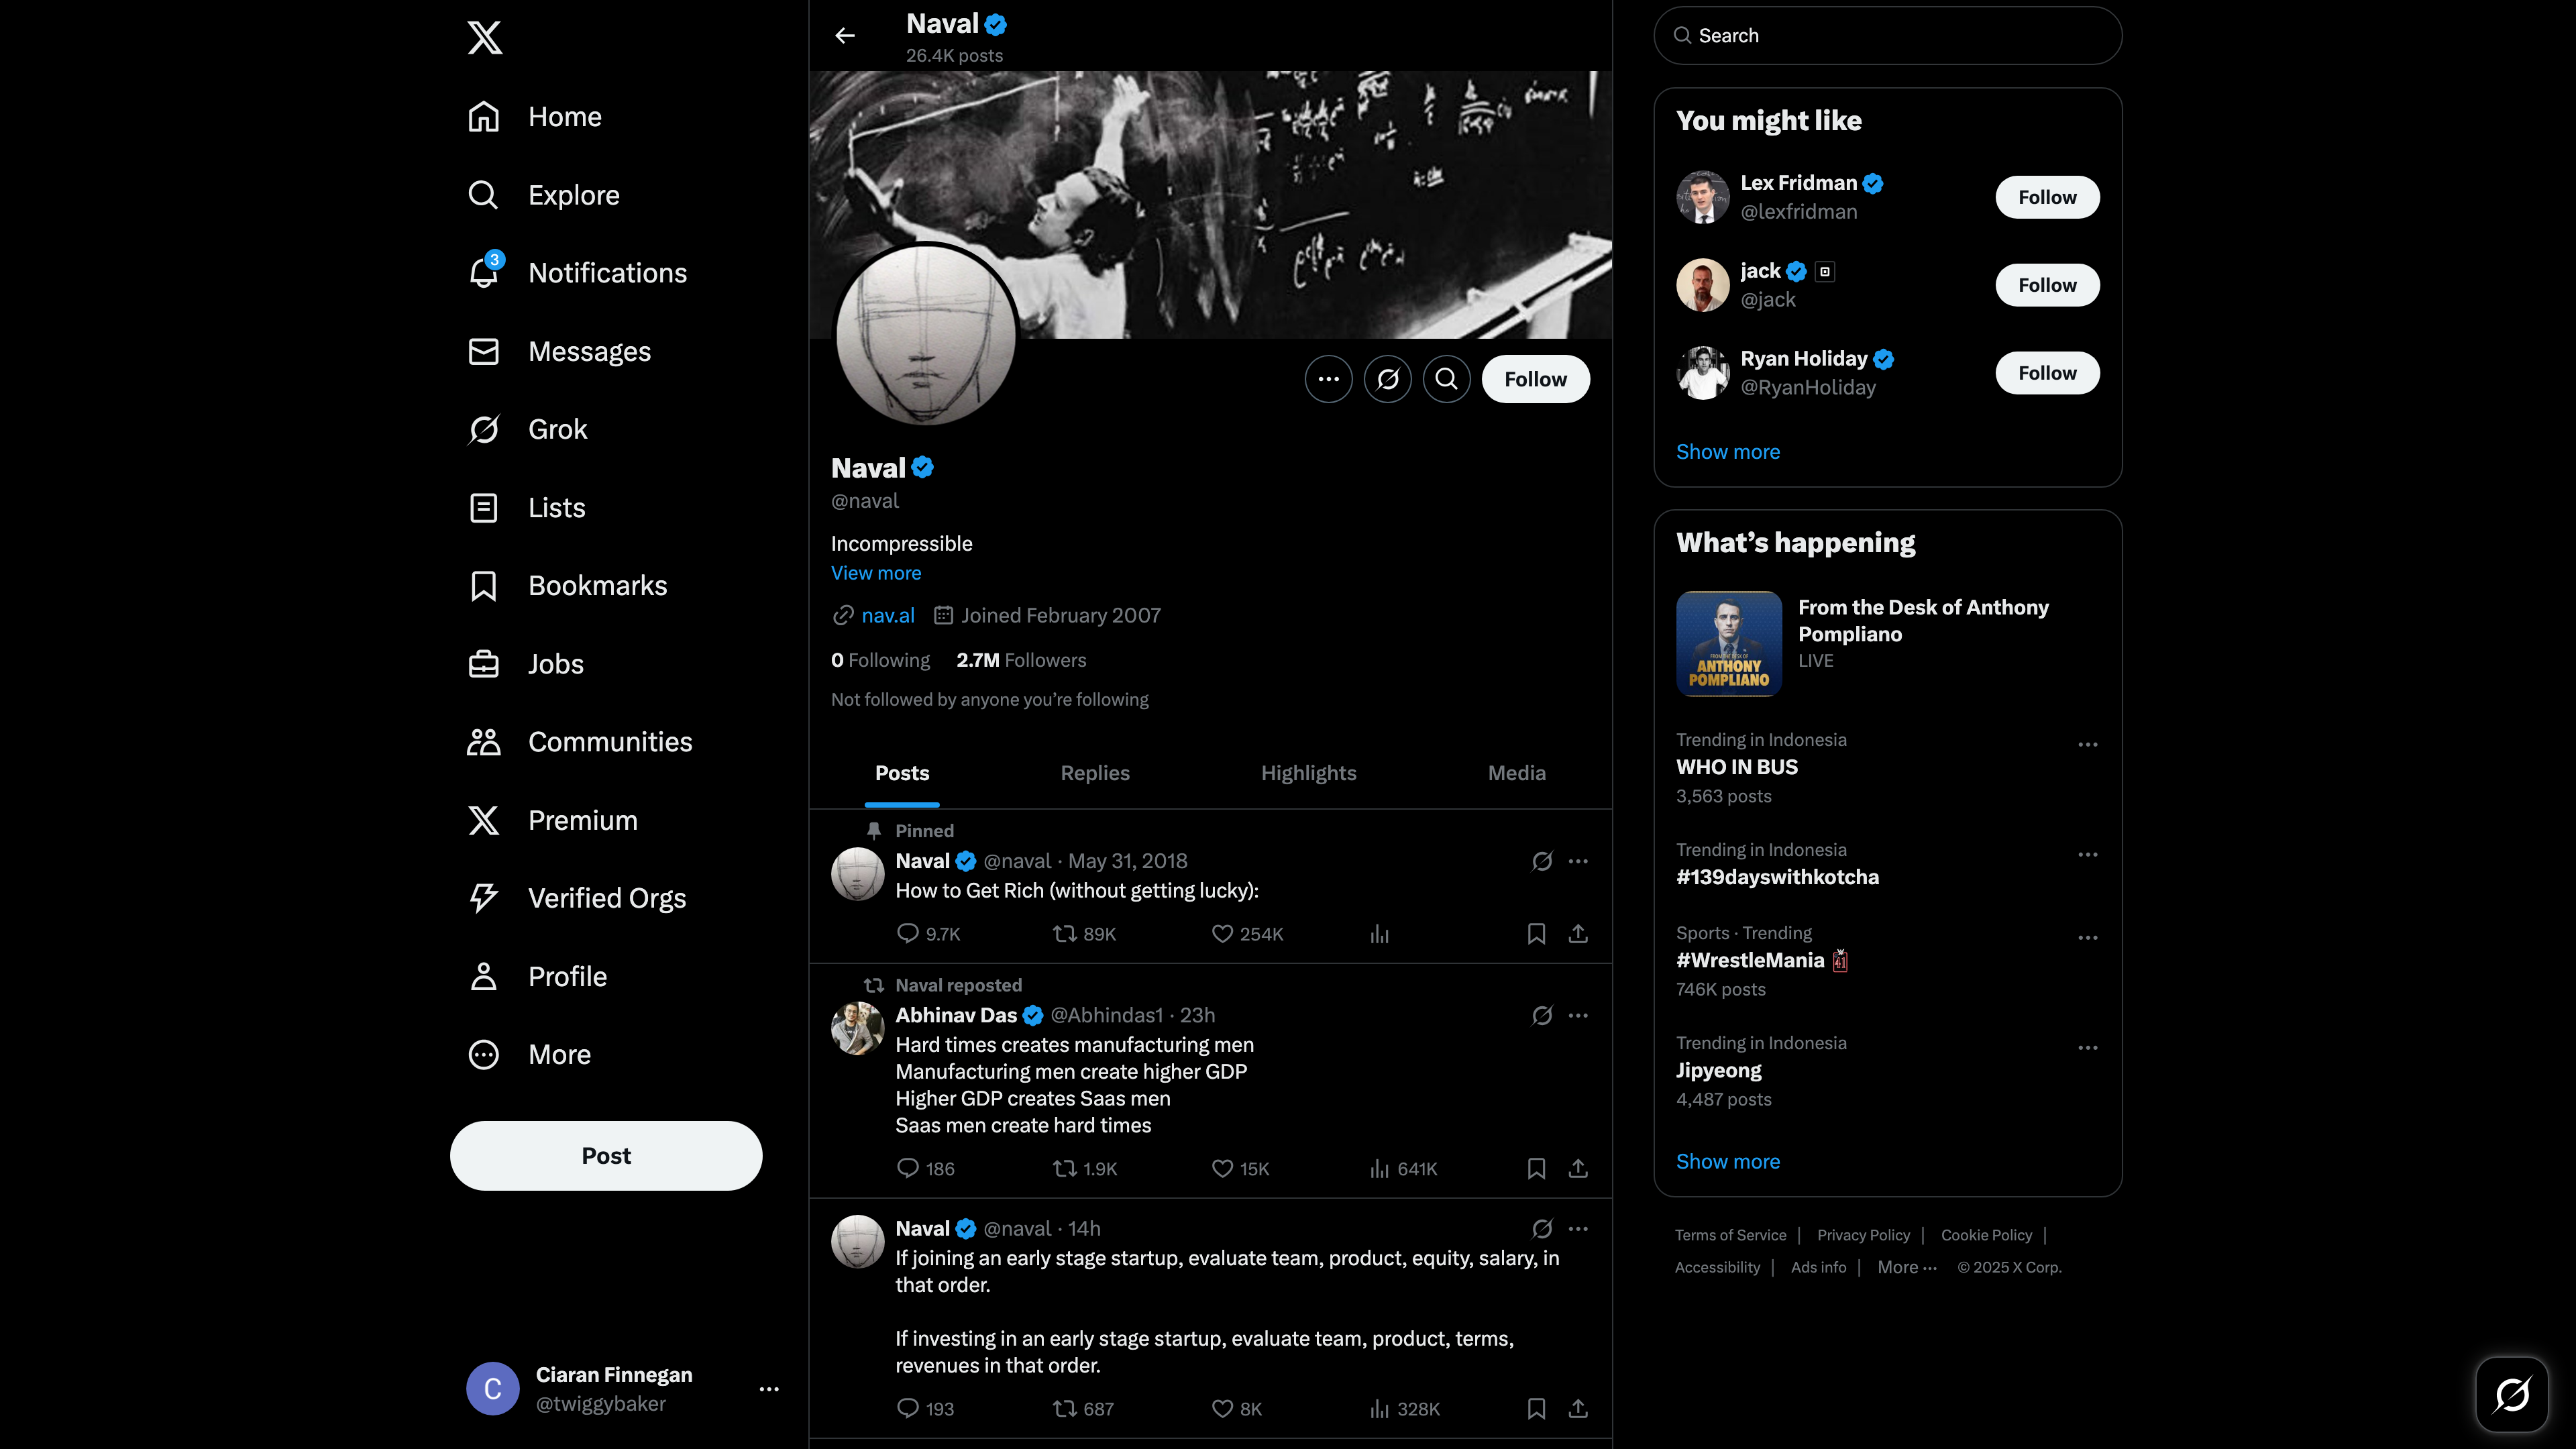 Home
Explore
3
Notifications
Messages
Grok
Lists
Bookmarks
Jobs
Communities
Premium
Verified Orgs
Profile
More
Post
C
Ciaran Finnegan
@twiggybaker
Naval
26.4K posts
Follow
Naval
@naval
Incompressible
View more
nav.al Joined February 2007
0 Following 2.7M Followers
Not followed by anyone you’re following
Posts Replies Highlights Media
Pinned
Naval @naval · May 31, 2018
How to Get Rich (without getting lucky):
9.7K 89K 254K
Naval reposted
Abhinav Das @Abhindas1 · 23h
Hard times creates manufacturing men
Manufacturing men create higher GDP
Higher GDP creates Saas men
Saas men create hard times
186 1.9K 15K 641K
Naval @naval · 14h
If joining an early stage startup, evaluate team, product, equity, salary, in
that order.
If investing in an early stage startup, evaluate team, product, terms,
revenues in that order.
193 687 8K 328K
Search
You might like
Lex Fridman
@lexfridman
Follow
jack
@jack
Follow
Ryan Holiday
@RyanHoliday
Follow
Show more
What’s happening
FROM THE DESK OF
ANTHONY
POMPLIANO
From the Desk of Anthony
Pompliano
LIVE
Trending in Indonesia
WHO IN BUS
3,563 posts
Trending in Indonesia
#139dayswithkotcha
Sports · Trending
#WrestleMania
41
746K posts
Trending in Indonesia
Jipyeong
4,487 posts
Show more
Terms of Service | Privacy Policy | Cookie Policy |
Accessibility | Ads info | More ··· © 2025 X Corp.